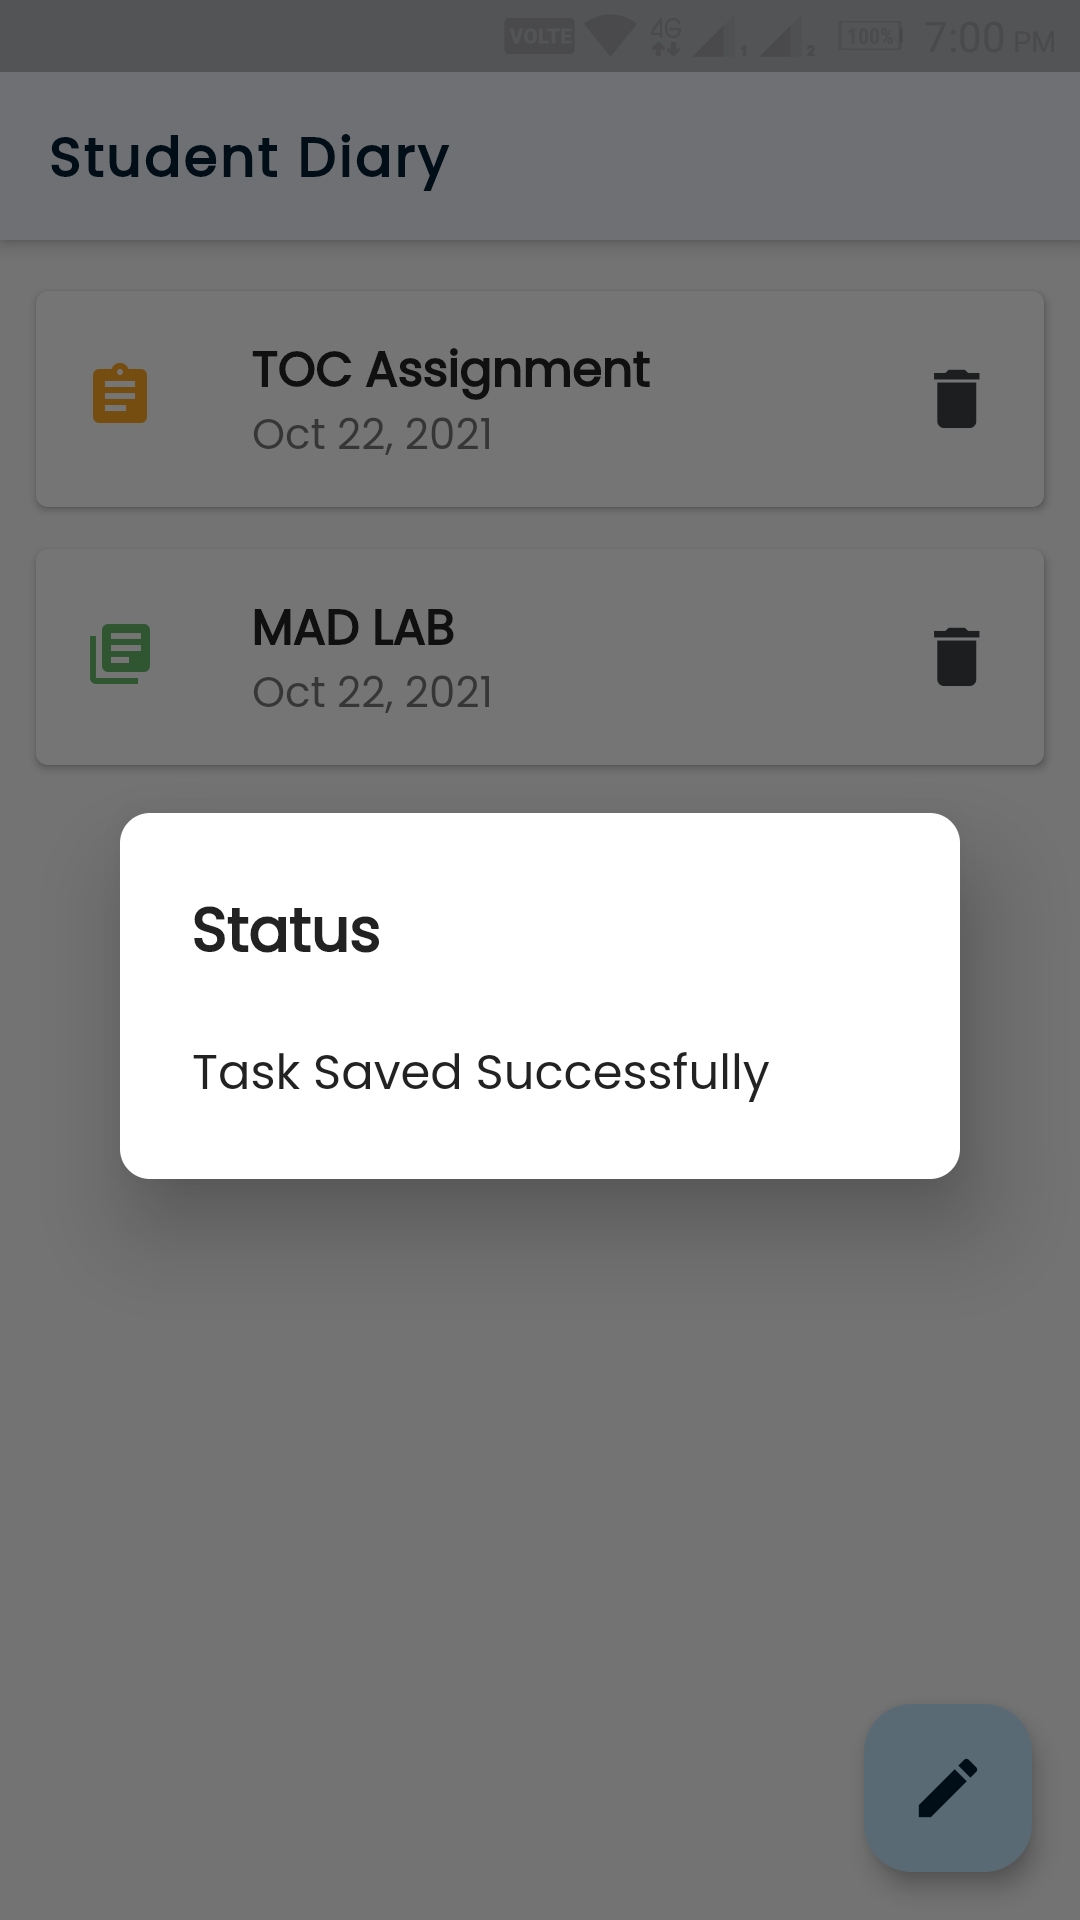 VOLTE 4G 1 2 100% 7:00 PM
Student Diary
TOC Assignment
Oct 22, 2021
MAD LAB
Oct 22, 2021
Status
Task Saved Successfully